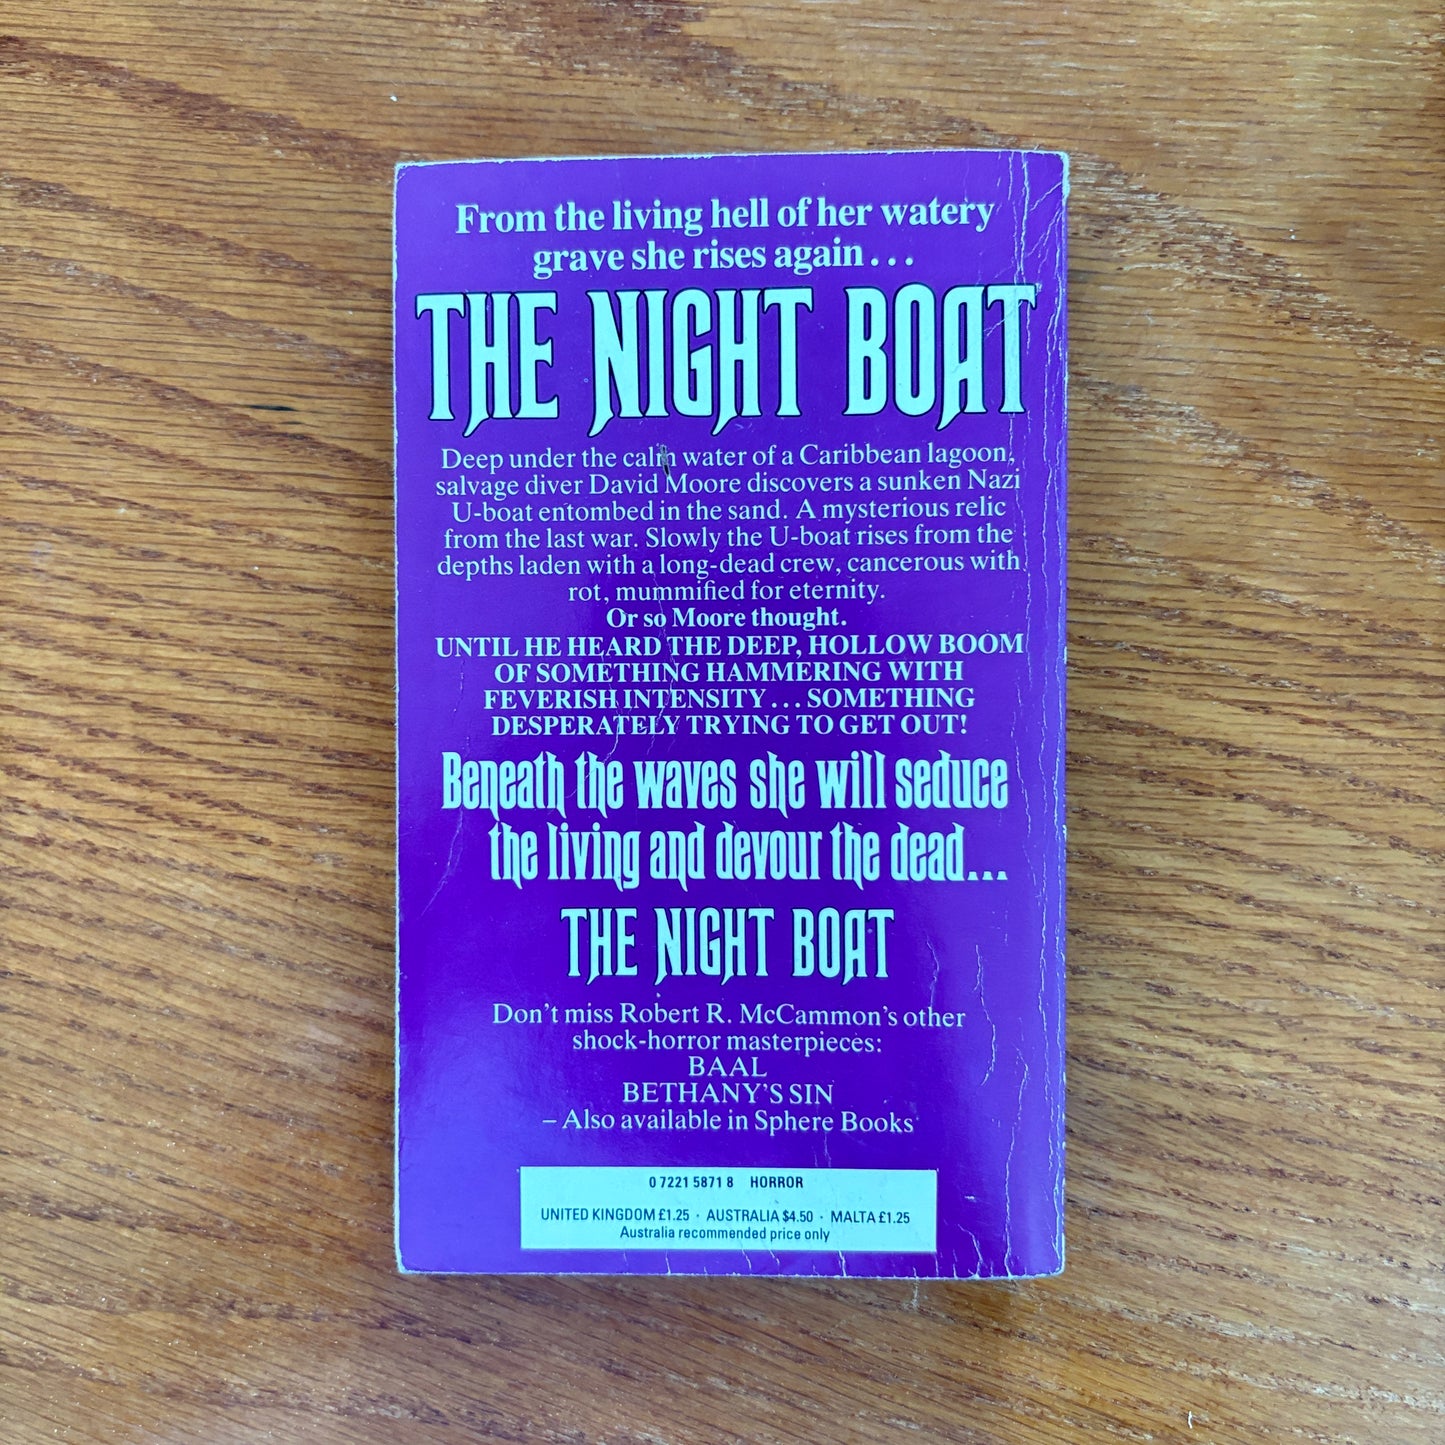 From the living hell of her watery
grave she rises again...
THE NIGHT BOAT
Deep under the calm water of a Caribbean lagoon,
salvage diver David Moore discovers a sunken Nazi
U-boat entombed in the sand. A mysterious relic
from the last war. Slowly the U-boat rises from the
depths laden with a long-dead crew, cancerous with
rot, mummified for eternity.
Or so Moore thought.
UNTIL HE HEARD THE DEEP, HOLLOW BOOM
OF SOMETHING HAMMERING WITH
FEVERISH INTENSITY... SOMETHING
DESPERATELY TRYING TO GET OUT!
Beneath the waves she will seduce
the living and devour the dead...
THE NIGHT BOAT
Don't miss Robert R. McCammon's other
shock-horror masterpieces:
BAAL
BETHANY'S SIN
– Also available in Sphere Books
0 7221 5871 8 HORROR
UNITED KINGDOM £1.25 · AUSTRALIA $4.50 · MALTA £1.25
Australia recommended price only